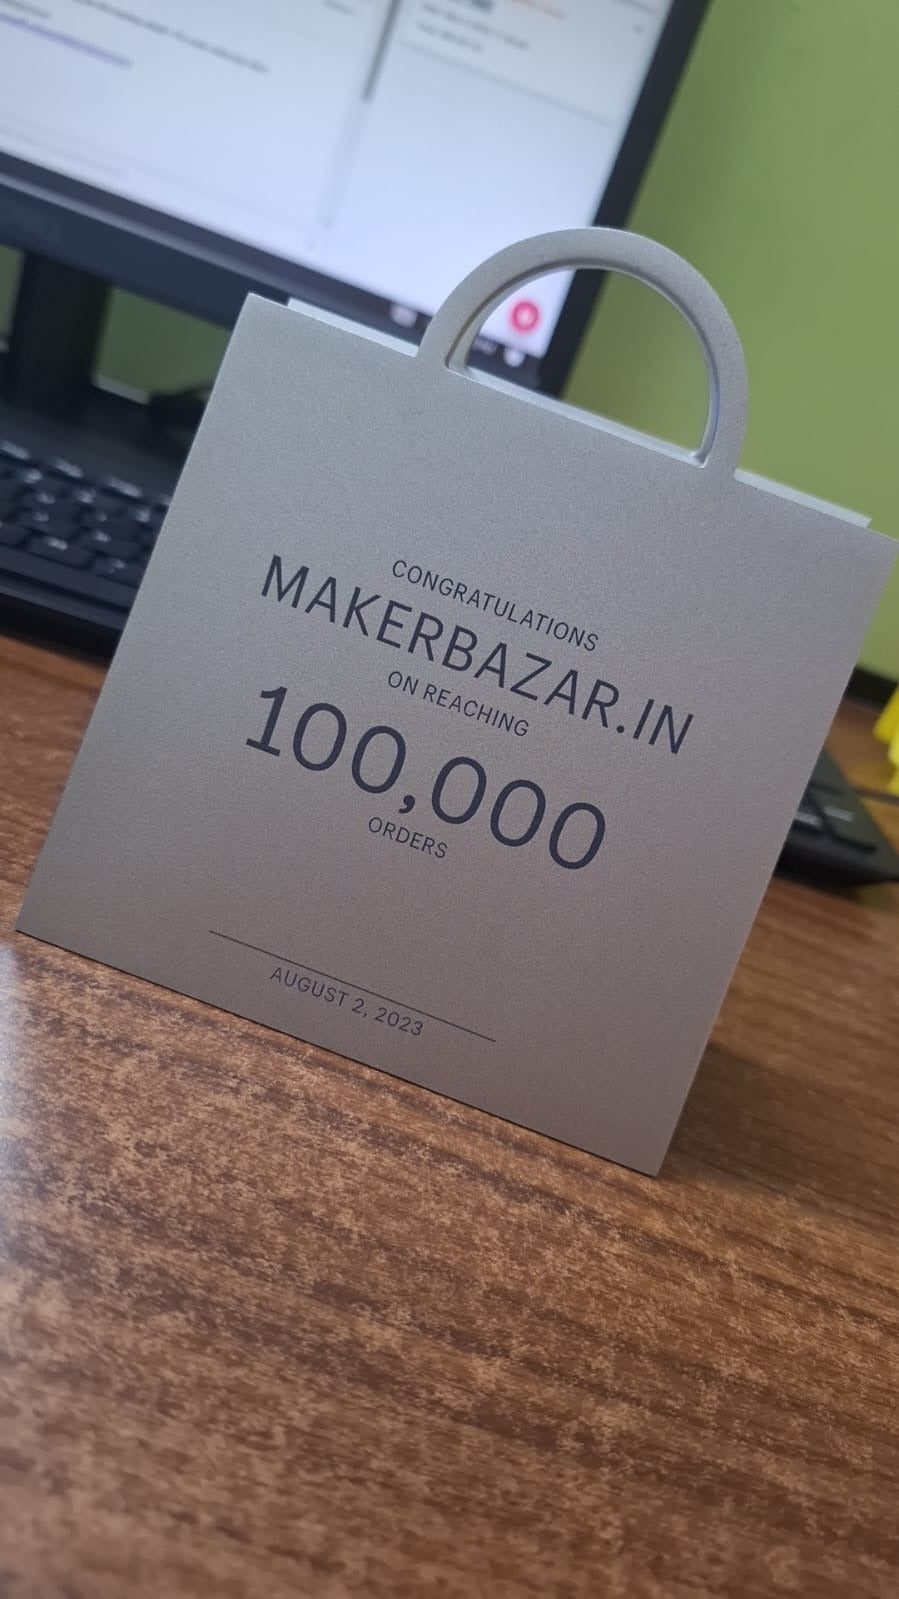 CONGRATULATIONS
MAKERBAZAR.IN
ON REACHING
100,000
ORDERS
AUGUST 2, 2023